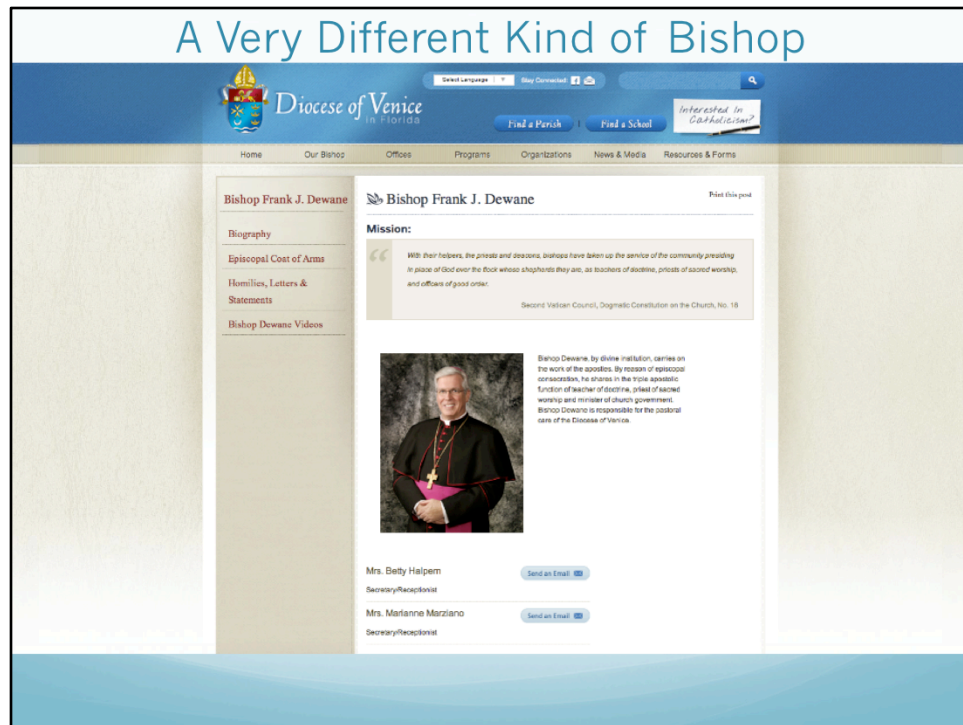 A Very Different Kind of Bishop
Select Language
Stay Connected:
Diocese of Venice
in Florida
Find a Parish
Find a School
Interested In
Catholicism?
Home Our Bishop Offices Programs Organizations News & Media Resources & Forms
Bishop Frank J. Dewane
Biography
Episcopal Coat of Arms
Homilies, Letters &
Statements
Bishop Dewane Videos
Bishop Frank J. Dewane
Print this post
Mission:
With their helpers, the priests and deacons, bishops have taken up the service of the community presiding
in place of God over the flock whose shepherds they are, as teachers of doctrine, priests of sacred worship,
and officers of good order.
Second Vatican Council, Dogmatic Constitution on the Church, No. 18
Bishop Dewane, by divine institution, carries on
the work of the apostles. By reason of episcopal
consecration, he shares in the triple apostolic
function of teacher of doctrine, priest of sacred
worship and minister of church government.
Bishop Dewane is responsible for the pastoral
care of the Diocese of Venice.
Mrs. Betty Halpern
Send an Email
Secretary/Receptionist
Mrs. Marianne Marziano
Send an Email
Secretary/Receptionist